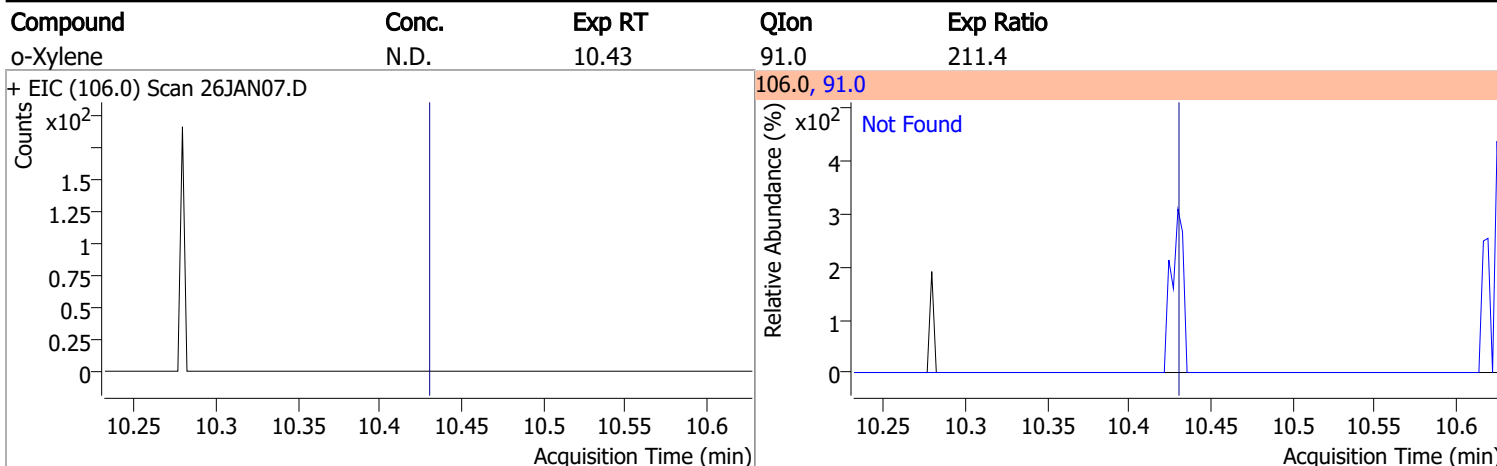 Compound Conc. Exp RT QIon Exp Ratio
o-Xylene N.D. 10.43 91.0 211.4
+ EIC (106.0) Scan 26JAN07.D
Counts
x10²
1.5
1.25
1
0.75
0.5
0.25
0
10.25 10.3 10.35 10.4 10.45 10.5 10.55 10.6
Acquisition Time (min)
106.0, 91.0
Relative Abundance (%)
x10²
Not Found
4
3
2
1
0
10.25 10.3 10.35 10.4 10.45 10.5 10.55 10.6
Acquisition Time (min)